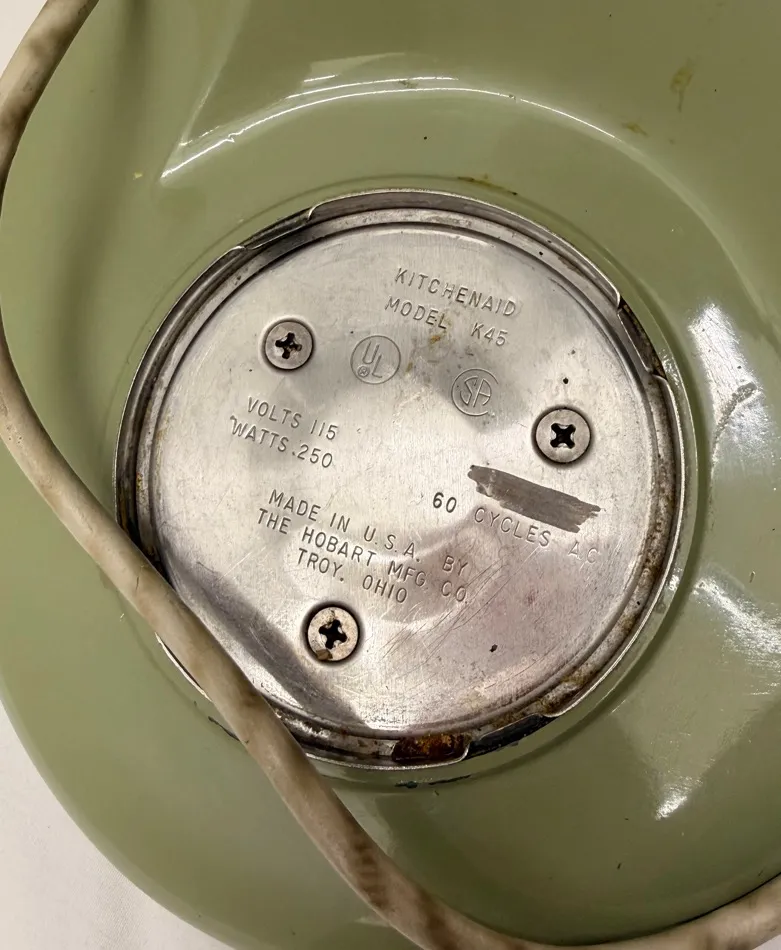 KITCHENAID
MODEL K45
UL
®
SA
VOLTS 115
WATTS.250
60 CYCLES AC
MADE IN U.S.A. BY
THE HOBART MFG. CO.
TROY, OHIO